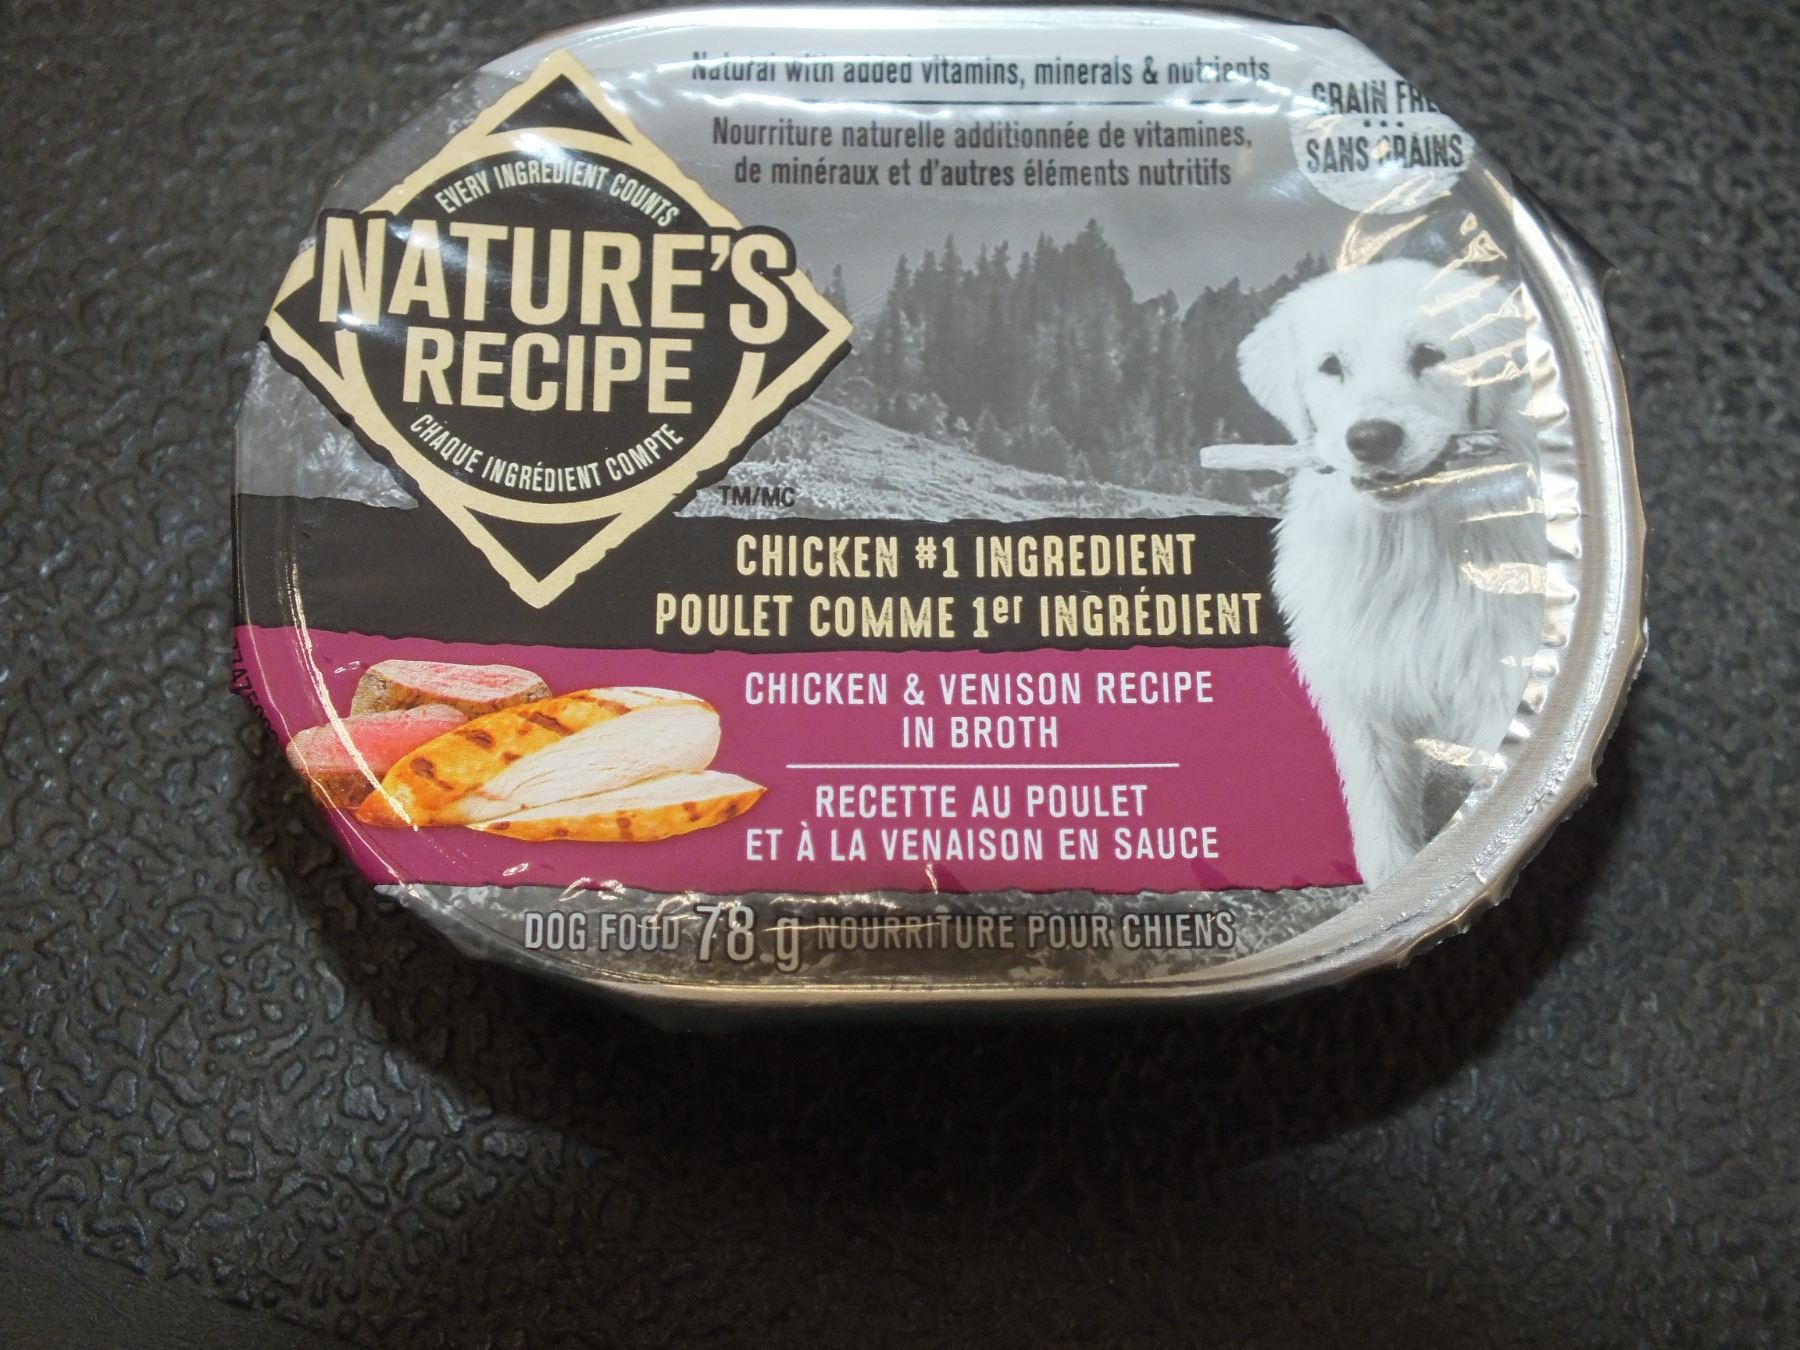 Natural with added vitamins, minerals & nutrients
Nourriture naturelle additionnée de vitamines,
de minéraux et d'autres éléments nutritifs
GRAIN
SANS GRAINS
EVERY INGREDIENT COUNTS
NATURE'S
RECIPE
CHAQUE INGRÉDIENT COMPTE
TM/MC
CHICKEN #1 INGREDIENT
POULET COMME 1er INGRÉDIENT
CHICKEN & VENISON RECIPE
IN BROTH
RECETTE AU POULET
ET À LA VENAISON EN SAUCE
DOG FOOD 78 g NOURRITURE POUR CHIENS